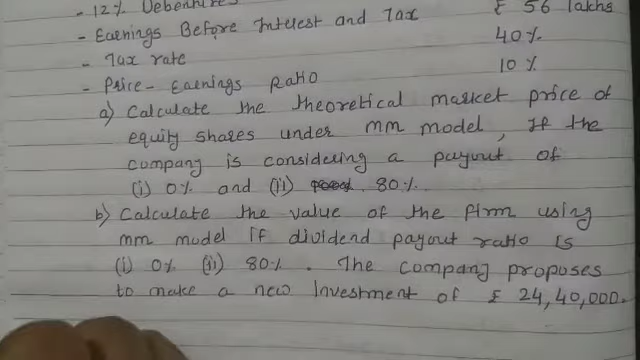 - 12% Debentures
₹ 56 lakhs
- Earnings Before Interest and Tax
- Tax rate 40%
- Price - Earnings Ratio 10%
a) Calculate the theoretical market price of
equity shares under MM model, If the
company is considering a payout of
(i) 0% and (ii) 80%.
b) Calculate the value of the Firm using
MM model if dividend payout ratio is
(i) 0% (ii) 80%. The company proposes
to make a new investment of ₹ 24,40,000.